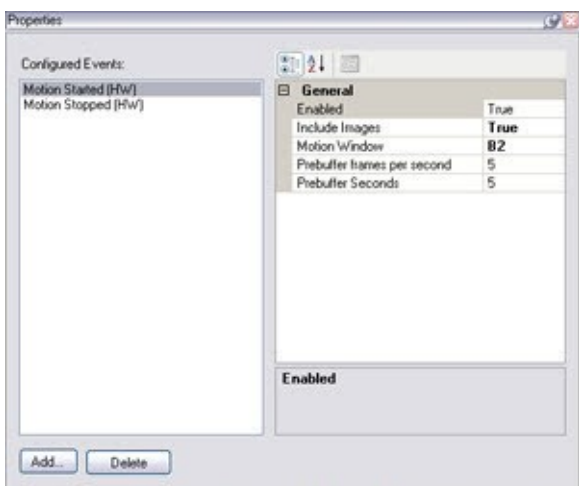 Properties
Configured Events:
Motion Started (HW)
Motion Stopped (HW)
General
Enabled True
Include Images True
Motion Window B2
Prebuffer frames per second 5
Prebuffer Seconds 5
Enabled
Add... Delete